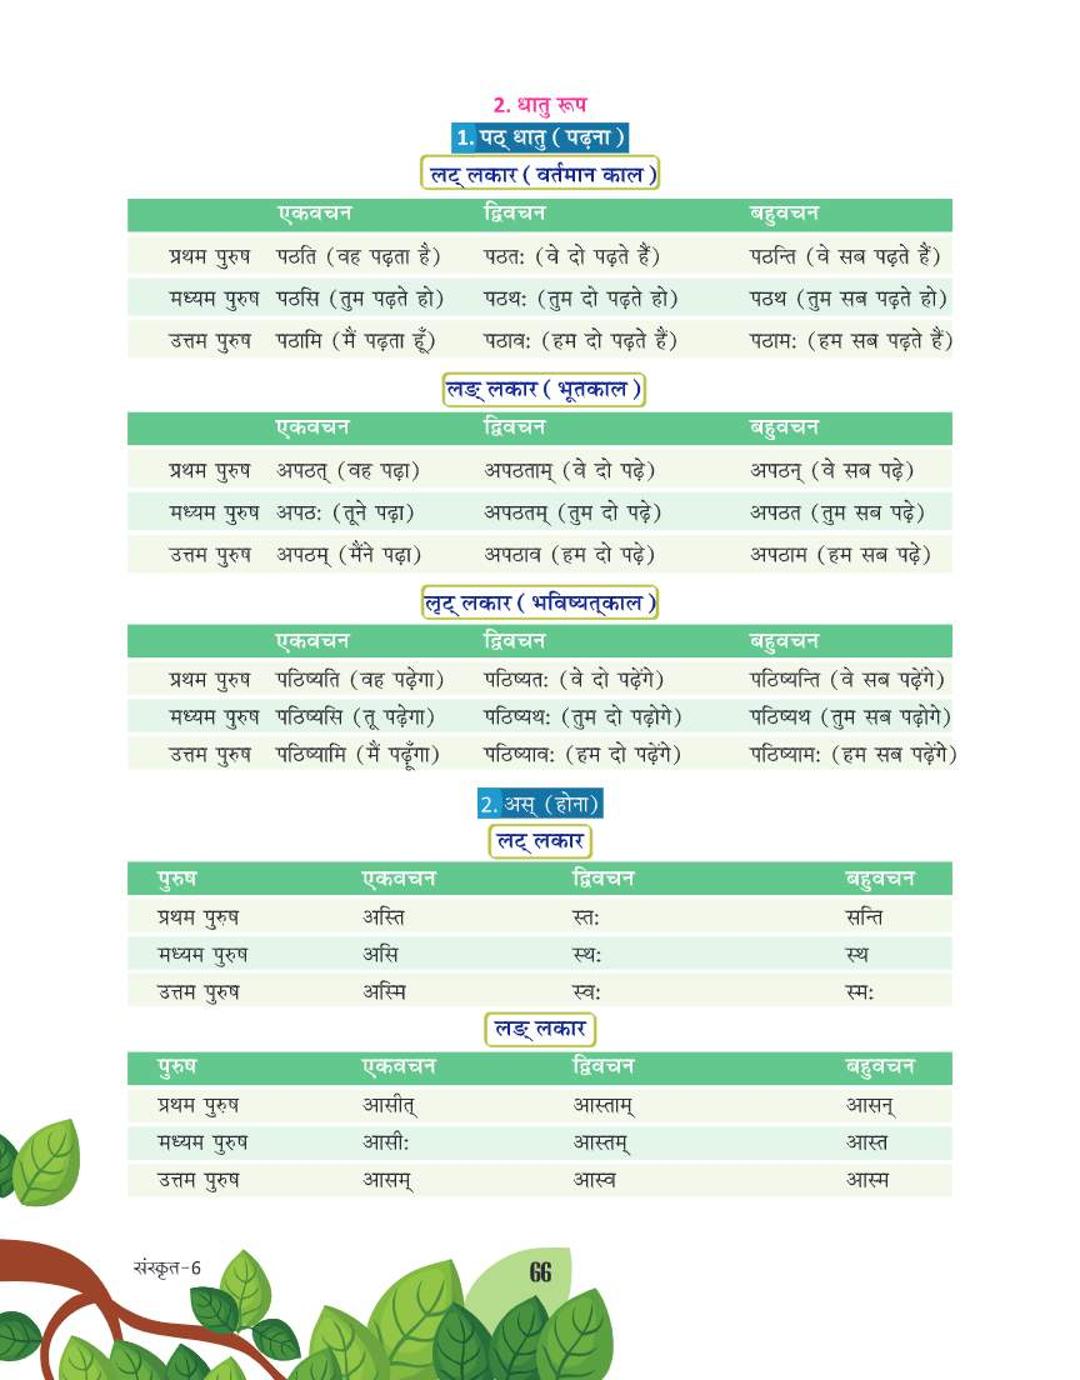 2. धातु रूप
1. पठ् धातु ( पढ़ना )
लट् लकार ( वर्तमान काल )
एकवचन द्विवचन बहुवचन
प्रथम पुरुष पठति (वह पढ़ता है) पठत: (वे दो पढ़ते हैं) पठन्ति (वे सब पढ़ते हैं)
मध्यम पुरुष पठसि (तुम पढ़ते हो) पठथ: (तुम दो पढ़ते हो) पठथ (तुम सब पढ़ते हो)
उत्तम पुरुष पठामि (मैं पढ़ता हूँ) पठाव: (हम दो पढ़ते हैं) पठाम: (हम सब पढ़ते हैं)
लङ् लकार ( भूतकाल )
एकवचन द्विवचन बहुवचन
प्रथम पुरुष अपठत् (वह पढ़ा) अपठताम् (वे दो पढ़े) अपठन् (वे सब पढ़े)
मध्यम पुरुष अपठ: (तूने पढ़ा) अपठतम् (तुम दो पढ़े) अपठत (तुम सब पढ़े)
उत्तम पुरुष अपठम् (मैंने पढ़ा) अपठाव (हम दो पढ़े) अपठाम (हम सब पढ़े)
लृट् लकार ( भविष्यत्काल )
एकवचन द्विवचन बहुवचन
प्रथम पुरुष पठिष्यति (वह पढ़ेगा) पठिष्यत: (वे दो पढ़ेंगे) पठिष्यन्ति (वे सब पढ़ेंगे)
मध्यम पुरुष पठिष्यसि (तू पढ़ेगा) पठिष्यथ: (तुम दो पढ़ोगे) पठिष्यथ (तुम सब पढ़ोगे)
उत्तम पुरुष पठिष्यामि (मैं पढ़ूँगा) पठिष्याव: (हम दो पढ़ेंगे) पठिष्याम: (हम सब पढ़ेंगे)
2. अस् (होना)
लट् लकार
पुरुष एकवचन द्विवचन बहुवचन
प्रथम पुरुष अस्ति स्त: सन्ति
मध्यम पुरुष असि स्थ: स्थ
उत्तम पुरुष अस्मि स्व: स्म:
लङ् लकार
पुरुष एकवचन द्विवचन बहुवचन
प्रथम पुरुष आसीत् आस्ताम् आसन्
मध्यम पुरुष आसी: आस्तम् आस्त
उत्तम पुरुष आसम् आस्व आस्म
संस्कृत-6 66